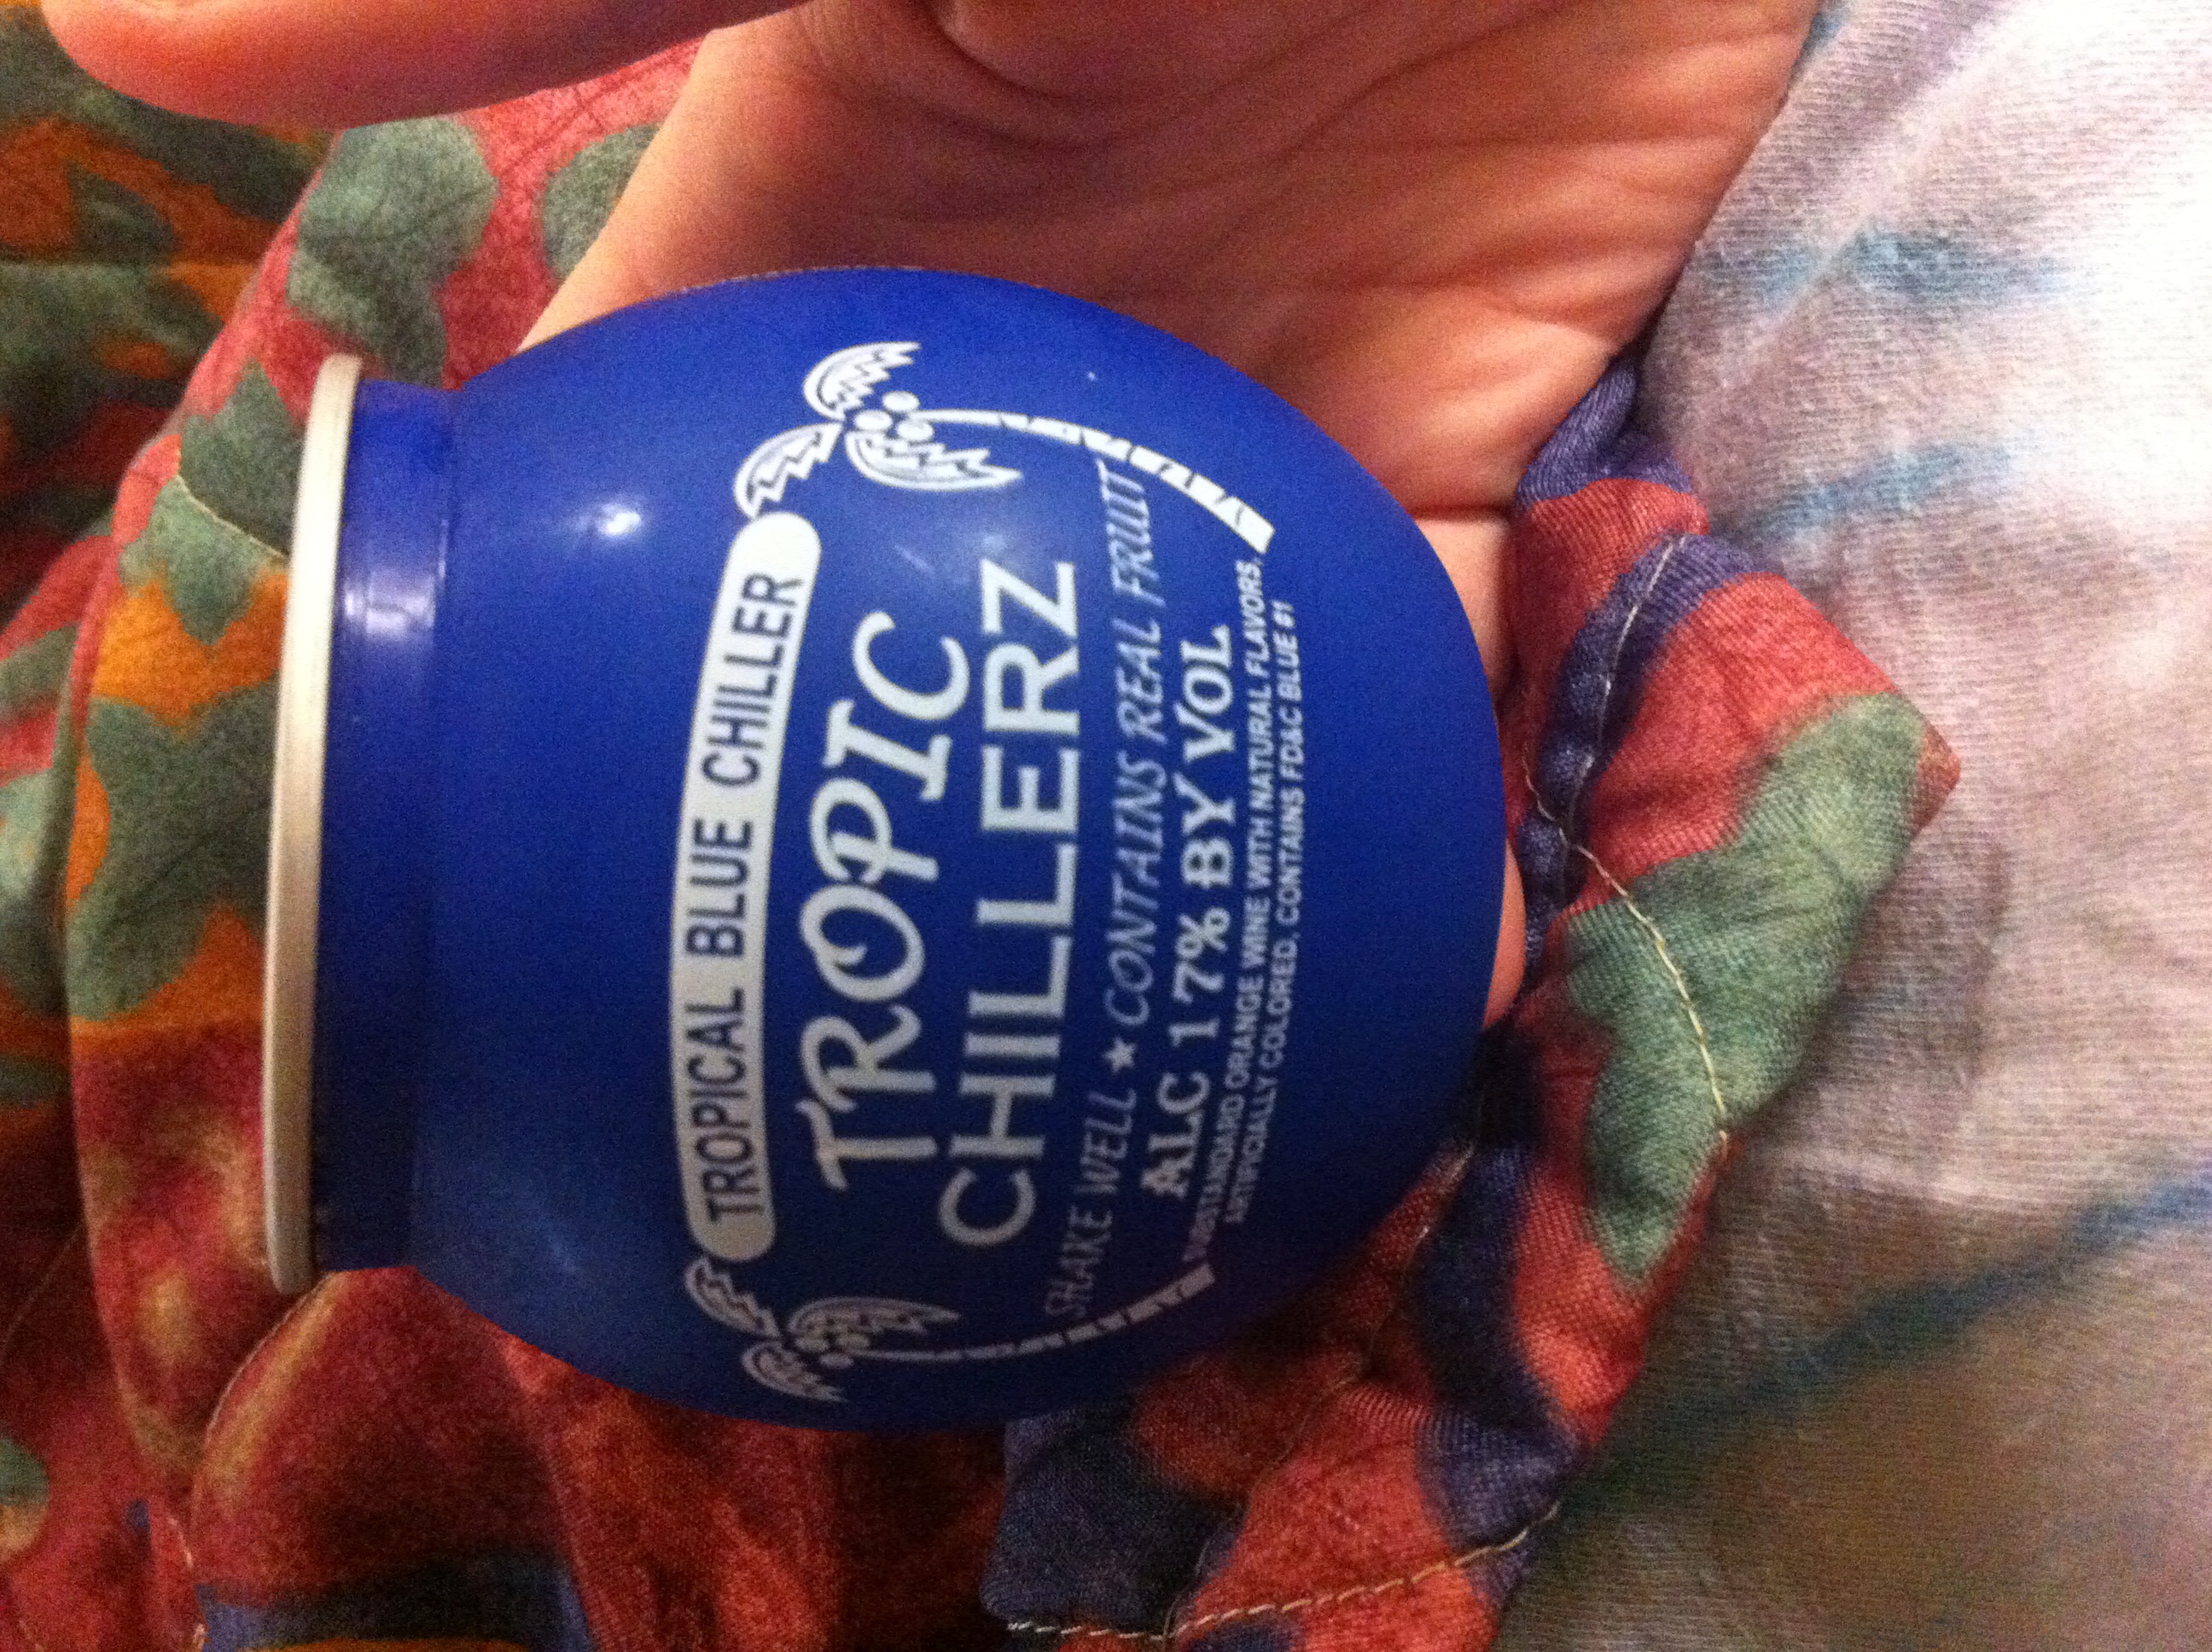 TROPICAL BLUE CHILLER
TROPIC
CHILLERZ
SHAKE WELL ★ CONTAINS REAL FRUIT
ALC 17% BY VOL
SUBSTANDARD ORANGE WINE WITH NATURAL FLAVORS,
ARTIFICIALLY COLORED. CONTAINS FD&C BLUE #1